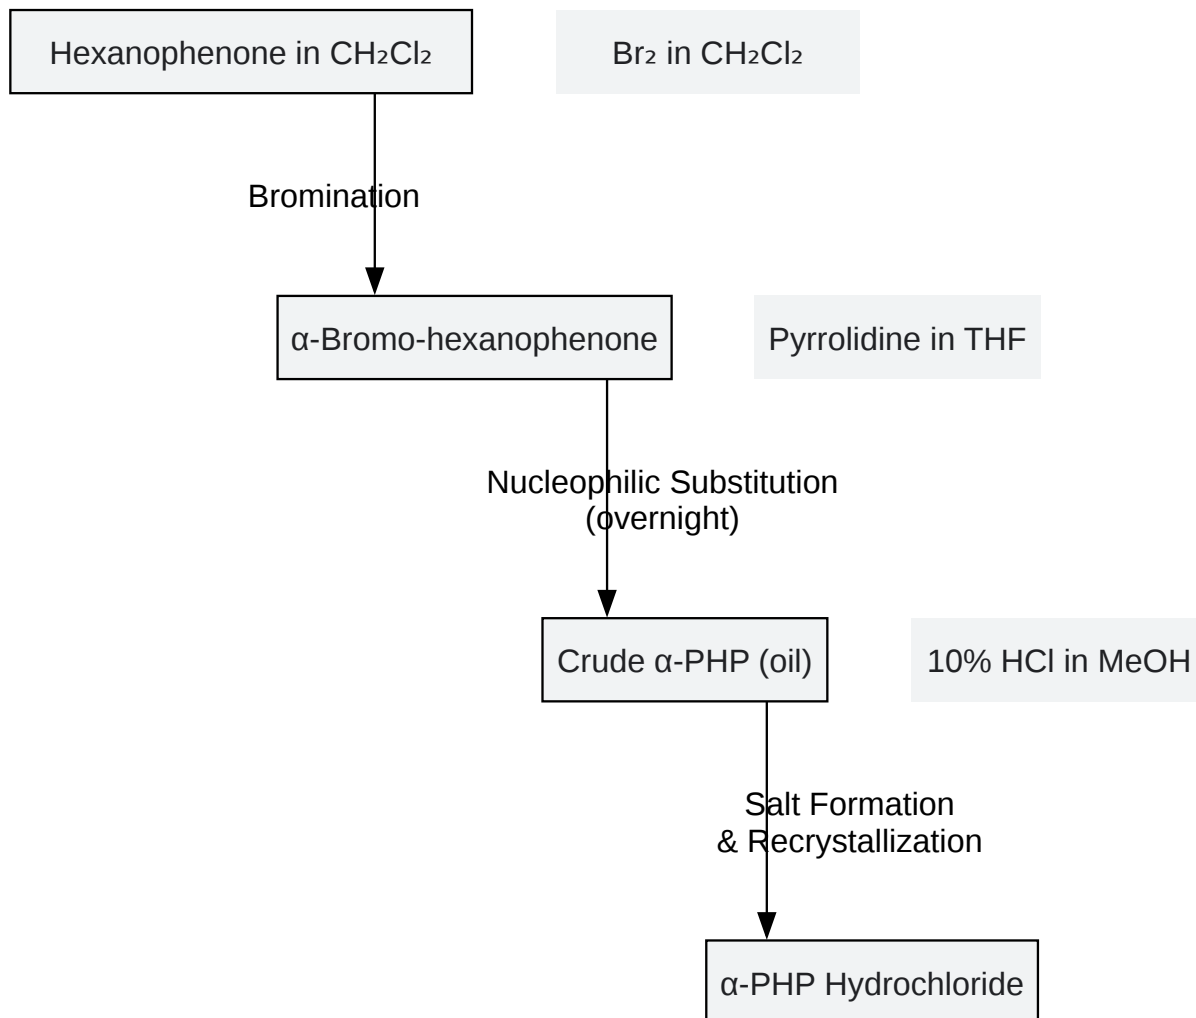 Hexanophenone in CH₂Cl₂
Br₂ in CH₂Cl₂
Bromination
α-Bromo-hexanophenone
Pyrrolidine in THF
Nucleophilic Substitution
(overnight)
Crude α-PHP (oil)
10% HCl in MeOH
Salt Formation
& Recrystallization
α-PHP Hydrochloride